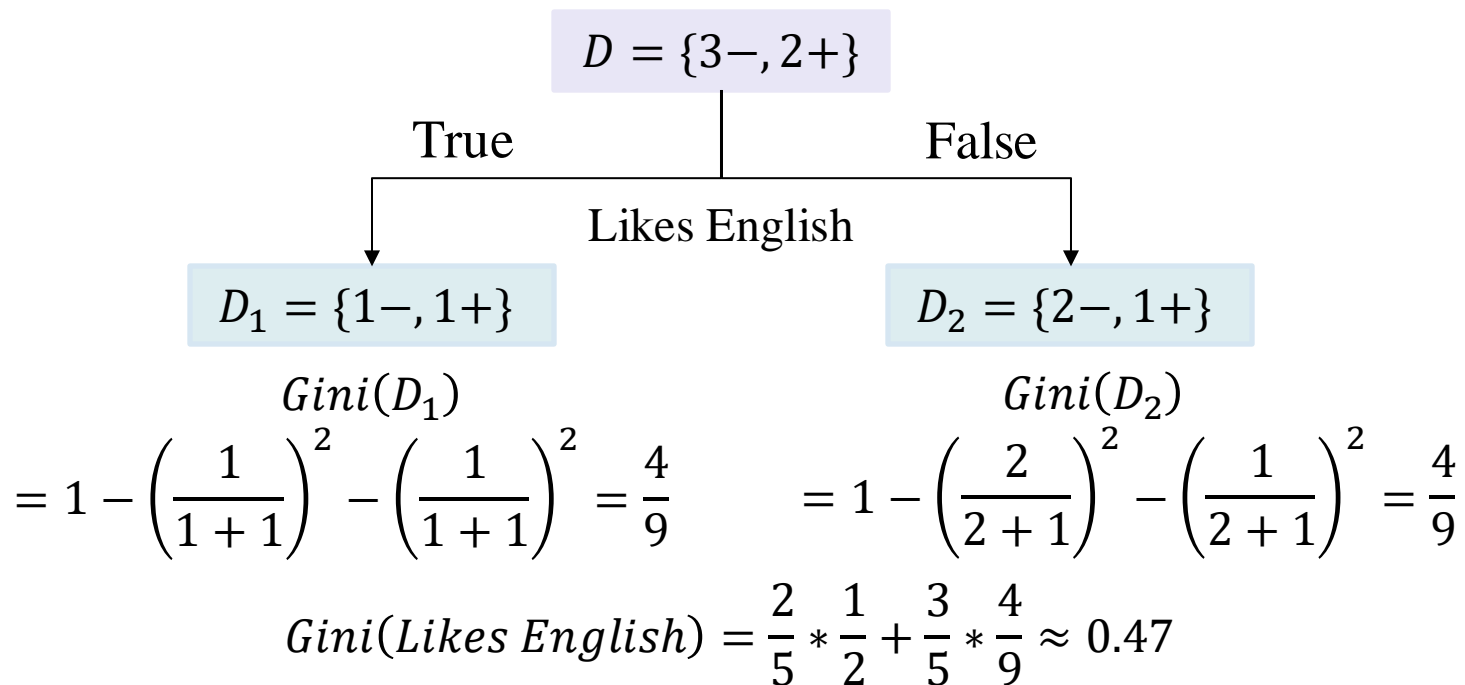 D = {3−, 2+}
True False
Likes English
D₁ = {1−, 1+} D₂ = {2−, 1+}
Gini(D₁) Gini(D₂)
= 1 − (1/(1 + 1))² − (1/(1 + 1))² = 4/9 = 1 − (2/(2 + 1))² − (1/(2 + 1))² = 4/9
Gini(Likes English) = 2/5 * 1/2 + 3/5 * 4/9 ≈ 0.47